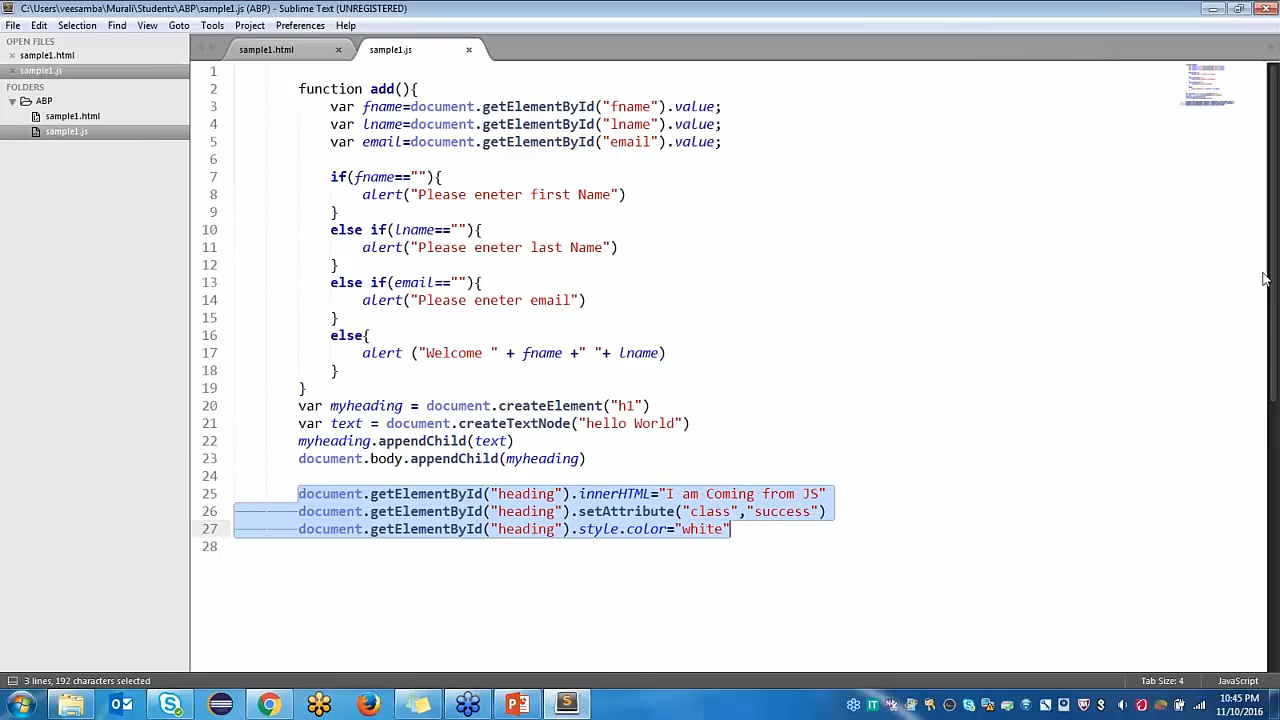 C:\Users\veesamba\Murali\Students\ABP\sample1.js (ABP) - Sublime Text (UNREGISTERED)
File Edit Selection Find View Goto Tools Project Preferences Help
OPEN FILES
sample1.html
sample1.js
FOLDERS
ABP
sample1.html
sample1.js
sample1.html sample1.js
1
2 function add(){
3 var fname=document.getElementById("fname").value;
4 var lname=document.getElementById("lname").value;
5 var email=document.getElementById("email").value;
6
7 if(fname==""){
8 alert("Please eneter first Name")
9 }
10 else if(lname==""){
11 alert("Please eneter last Name")
12 }
13 else if(email==""){
14 alert("Please eneter email")
15 }
16 else{
17 alert ("Welcome " + fname +" "+ lname)
18 }
19 }
20 var myheading = document.createElement("h1")
21 var text = document.createTextNode("hello World")
22 myheading.appendChild(text)
23 document.body.appendChild(myheading)
24
25 document.getElementById("heading").innerHTML="I am Coming from JS"
26 document.getElementById("heading").setAttribute("class","success")
27 document.getElementById("heading").style.color="white"
28
3 lines, 192 characters selected
Tab Size: 4 JavaScript
10:45 PM
11/10/2016